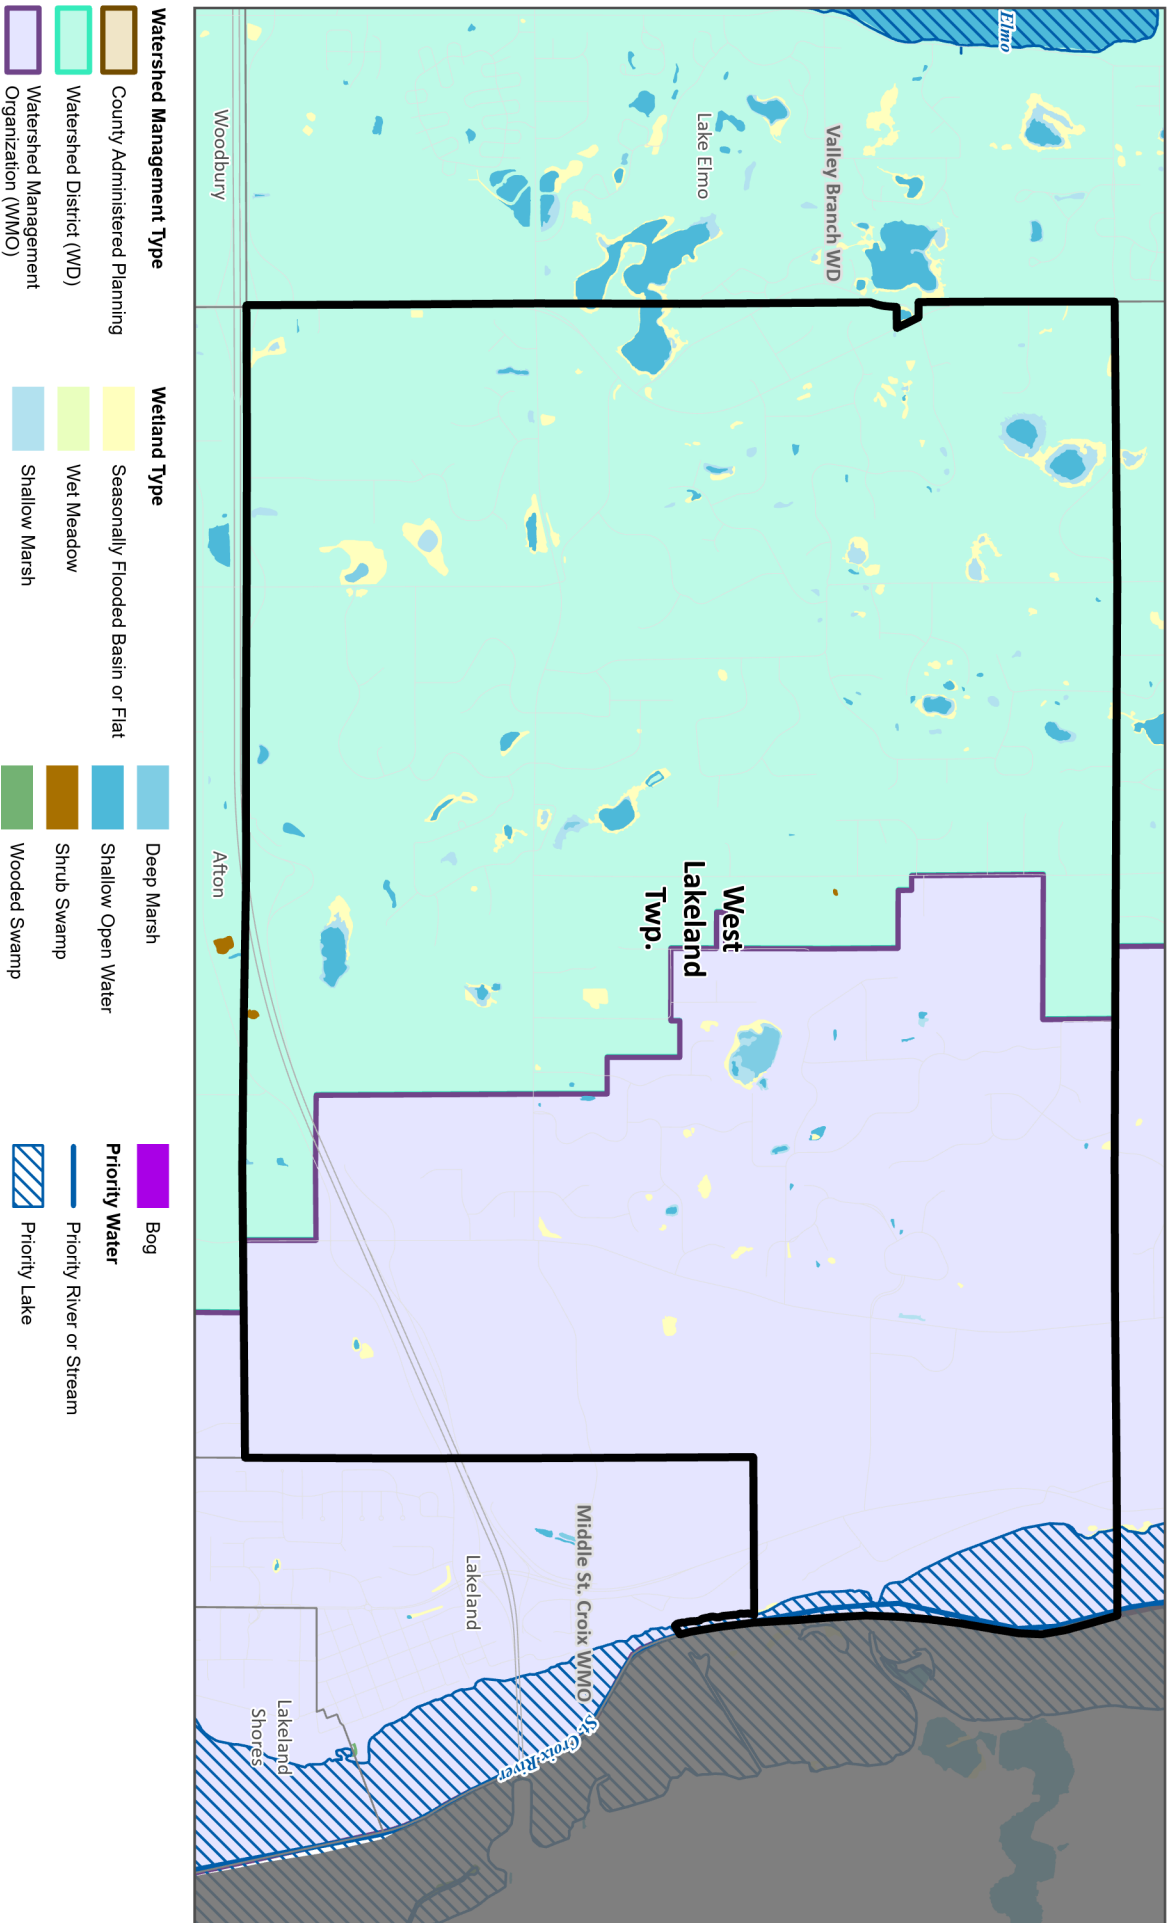 Elmo
Lake Elmo
Valley Branch WD
Woodbury
West
Lakeland
Twp.
Afton
Middle St. Croix WMO
Lakeland
St. Croix River
Lakeland
Shores
Watershed Management Type
County Administered Planning
Watershed District (WD)
Watershed Management
Organization (WMO)
Wetland Type
Seasonally Flooded Basin or Flat
Wet Meadow
Shallow Marsh
Deep Marsh
Shallow Open Water
Shrub Swamp
Wooded Swamp
Bog
Priority Water
Priority River or Stream
Priority Lake